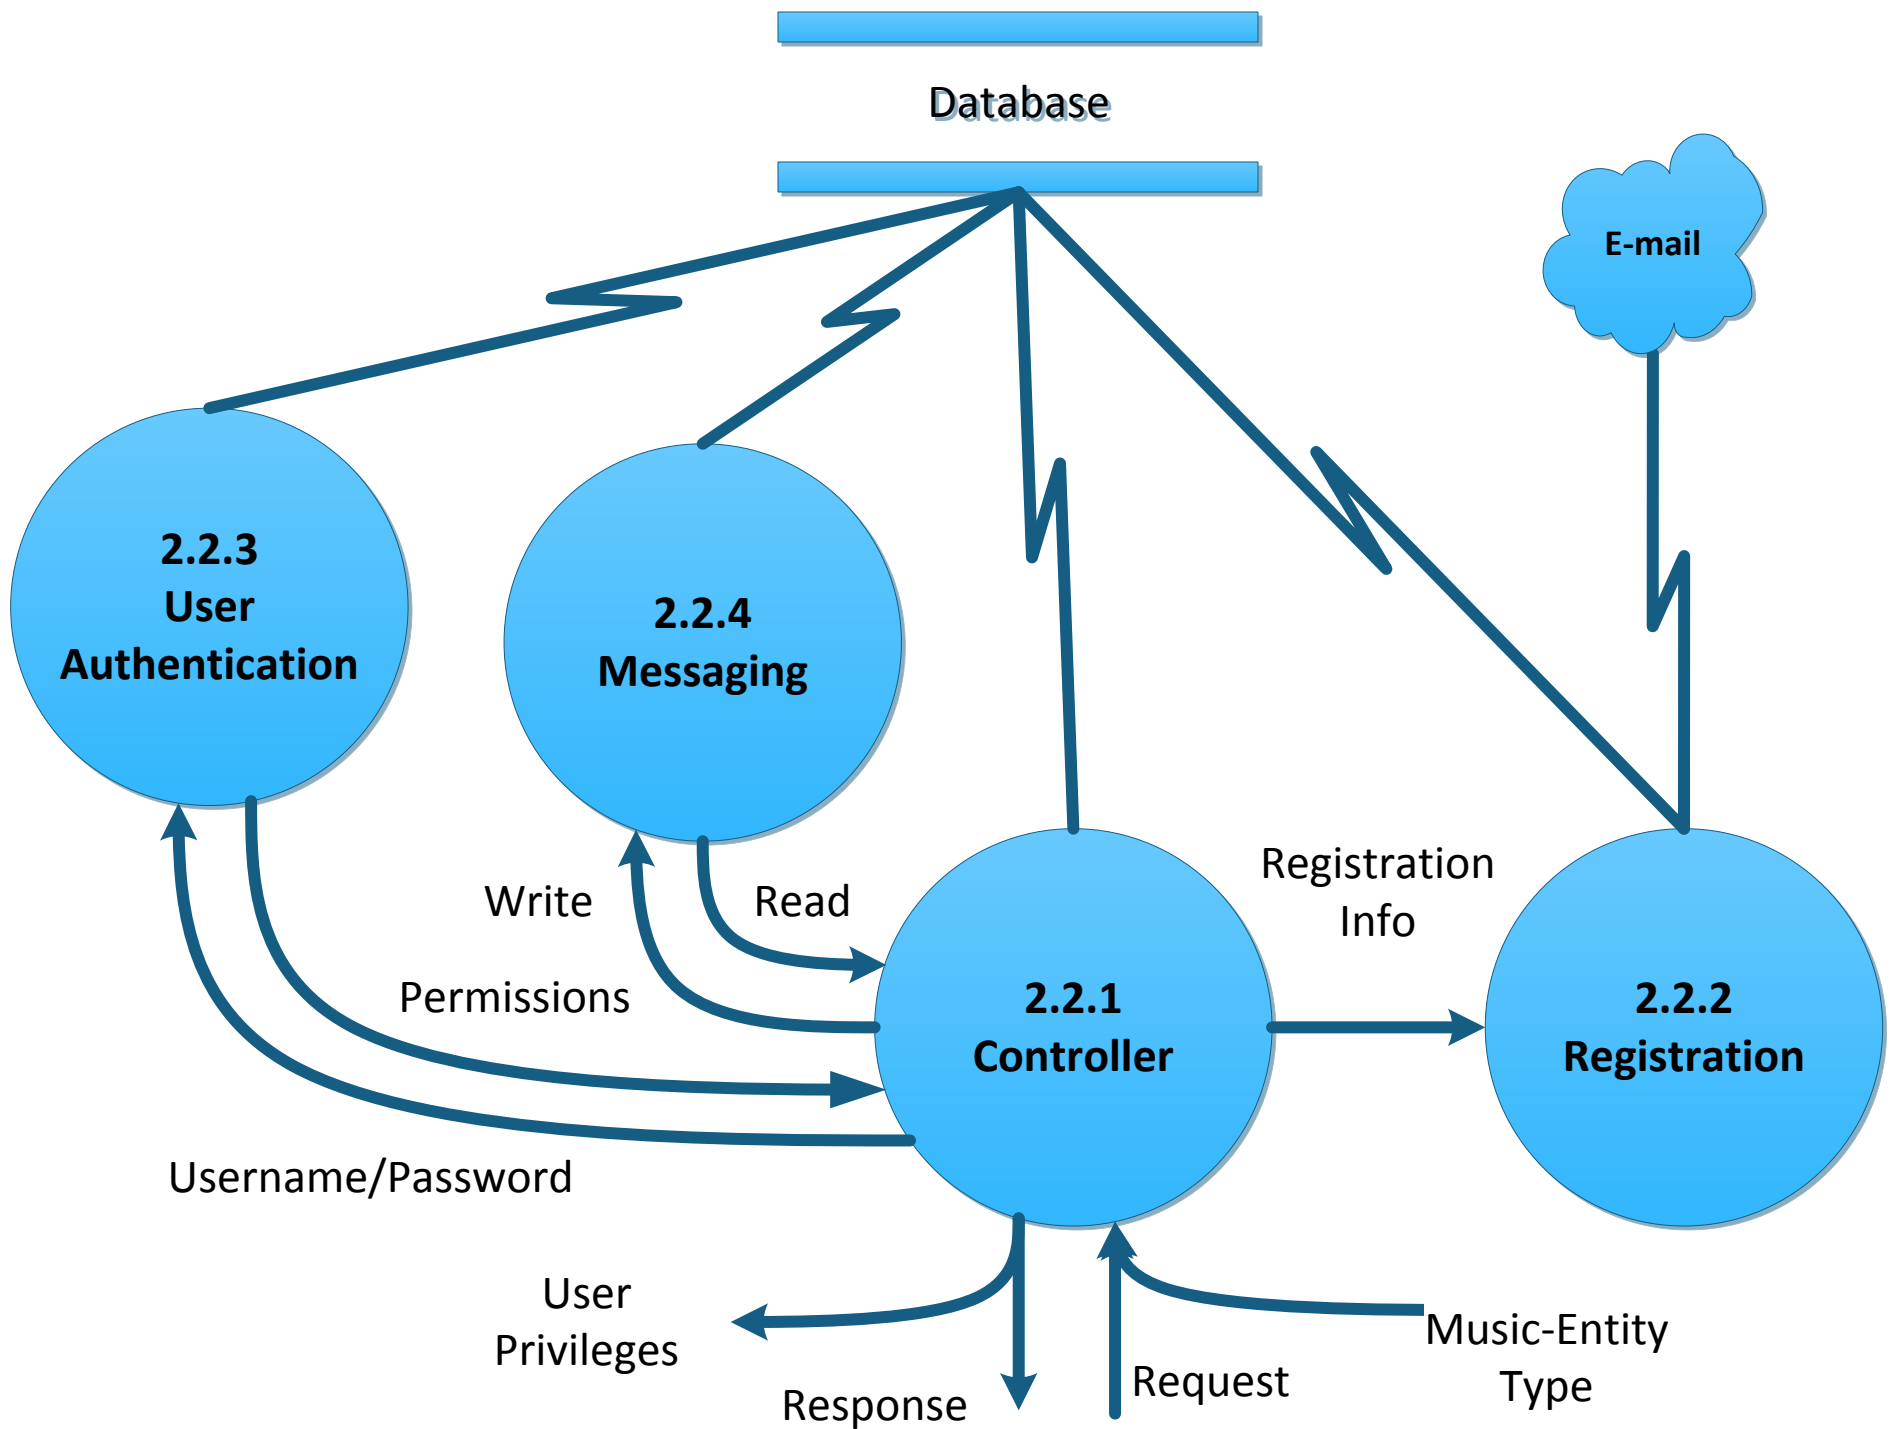 Database
E-mail
2.2.3
User
Authentication
2.2.4
Messaging
Write
Read
Registration
Info
Permissions
2.2.1
Controller
2.2.2
Registration
Username/Password
User
Privileges
Response
Request
Music-Entity
Type